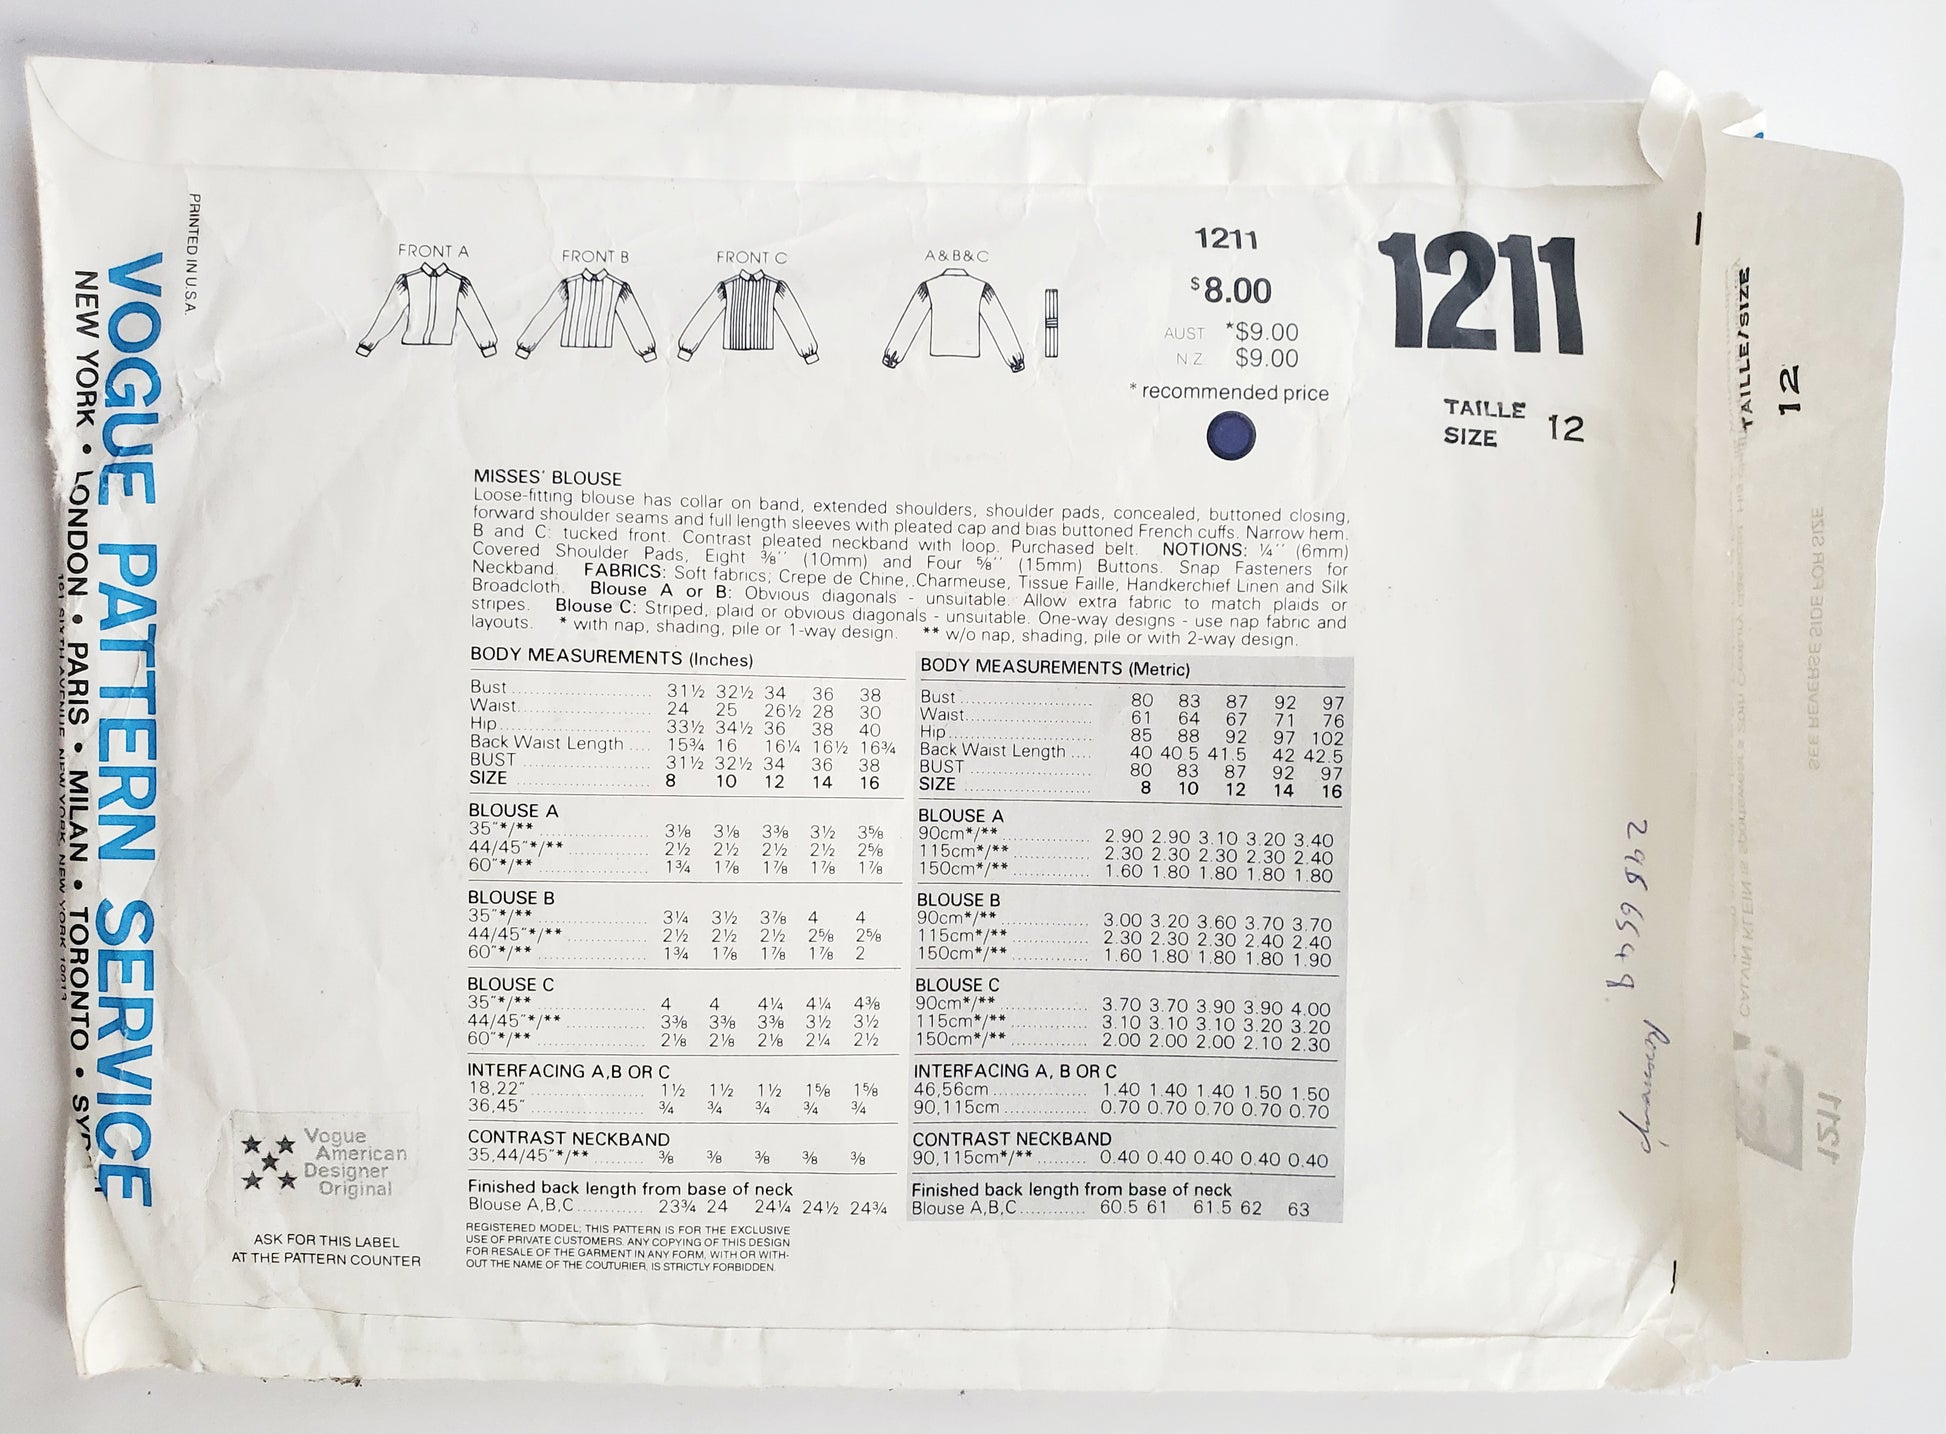 PRINTED IN U.S.A.
VOGUE PATTERN SERVICE
NEW YORK • LONDON • PARIS • MILAN • TORONTO •
161 SIXTH AVENUE, NEW YORK, NEW YORK 10013
FRONT A
FRONT B
FRONT C
A&B&C
1211
$8.00
AUST *$9.00
N.Z. $9.00
* recommended price
1211
TAILLE
SIZE 12
TAILLE/SIZE
12
MISSES' BLOUSE
Loose-fitting blouse has collar on band, extended shoulders, shoulder pads, concealed, buttoned closing,
forward shoulder seams and full length sleeves with pleated cap and bias buttoned French cuffs. Narrow hem.
B and C: tucked front. Contrast pleated neckband with loop. Purchased belt. NOTIONS: ¼'' (6mm)
Covered Shoulder Pads, Eight ⅜'' (10mm) and Four ⅝'' (15mm) Buttons. Snap Fasteners for
Neckband. FABRICS: Soft fabrics; Crepe de Chine, Charmeuse, Tissue Faille, Handkerchief Linen and Silk
Broadcloth. Blouse A or B: Obvious diagonals - unsuitable. Allow extra fabric to match plaids or
stripes. Blouse C: Striped, plaid or obvious diagonals - unsuitable. One-way designs - use nap fabric and
layouts. * with nap, shading, pile or 1-way design. ** w/o nap, shading, pile or with 2-way design.
BODY MEASUREMENTS (Inches)
Bust 31½ 32½ 34 36 38
Waist 24 25 26½ 28 30
Hip 33½ 34½ 36 38 40
Back Waist Length 15¾ 16 16¼ 16½ 16¾
BUST 31½ 32½ 34 36 38
SIZE 8 10 12 14 16
BLOUSE A
35"*/** 3⅛ 3⅛ 3⅜ 3½ 3⅝
44/45"*/** 2½ 2½ 2½ 2½ 2⅝
60"*/** 1¾ 1⅞ 1⅞ 1⅞ 1⅞
BLOUSE B
35"*/** 3¼ 3½ 3⅞ 4 4
44/45"*/** 2½ 2½ 2½ 2⅝ 2⅝
60"*/** 1¾ 1⅞ 1⅞ 1⅞ 2
BLOUSE C
35"*/** 4 4 4¼ 4¼ 4⅜
44/45"*/** 3⅜ 3⅜ 3⅜ 3½ 3½
60"*/** 2⅛ 2⅛ 2⅛ 2¼ 2½
INTERFACING A,B OR C
18,22" 1½ 1½ 1½ 1⅝ 1⅝
36,45" ¾ ¾ ¾ ¾ ¾
CONTRAST NECKBAND
35,44/45"*/** ⅜ ⅜ ⅜ ⅜ ⅜
Finished back length from base of neck
Blouse A,B,C 23¾ 24 24¼ 24½ 24¾
REGISTERED MODEL; THIS PATTERN IS FOR THE EXCLUSIVE
USE OF PRIVATE CUSTOMERS. ANY COPYING OF THIS DESIGN
FOR RESALE OF THE GARMENT IN ANY FORM, WITH OR WITH-
OUT THE NAME OF THE COUTURIER, IS STRICTLY FORBIDDEN.
BODY MEASUREMENTS (Metric)
Bust 80 83 87 92 97
Waist 61 64 67 71 76
Hip 85 88 92 97 102
Back Waist Length 40 40.5 41.5 42 42.5
BUST 80 83 87 92 97
SIZE 8 10 12 14 16
BLOUSE A
90cm*/** 2.90 2.90 3.10 3.20 3.40
115cm*/** 2.30 2.30 2.30 2.30 2.40
150cm*/** 1.60 1.80 1.80 1.80 1.80
BLOUSE B
90cm*/** 3.00 3.20 3.60 3.70 3.70
115cm*/** 2.30 2.30 2.30 2.40 2.40
150cm*/** 1.60 1.80 1.80 1.80 1.90
BLOUSE C
90cm*/** 3.70 3.70 3.90 3.90 4.00
115cm*/** 3.10 3.10 3.10 3.20 3.20
150cm*/** 2.00 2.00 2.00 2.10 2.30
INTERFACING A, B OR C
46,56cm 1.40 1.40 1.40 1.50 1.50
90,115cm 0.70 0.70 0.70 0.70 0.70
CONTRAST NECKBAND
90,115cm*/** 0.40 0.40 0.40 0.40 0.40
Finished back length from base of neck
Blouse A,B,C 60.5 61 61.5 62 63
Vogue
American
Designer
Original
ASK FOR THIS LABEL
AT THE PATTERN COUNTER
SEE REVERSE SIDE FOR SIZE
1211